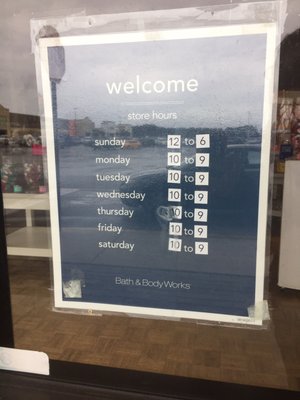 welcome
store hours
sunday 12 to 6
monday 10 to 9
tuesday 10 to 9
wednesday 10 to 9
thursday 10 to 9
friday 10 to 9
saturday 10 to 9
Bath & Body Works